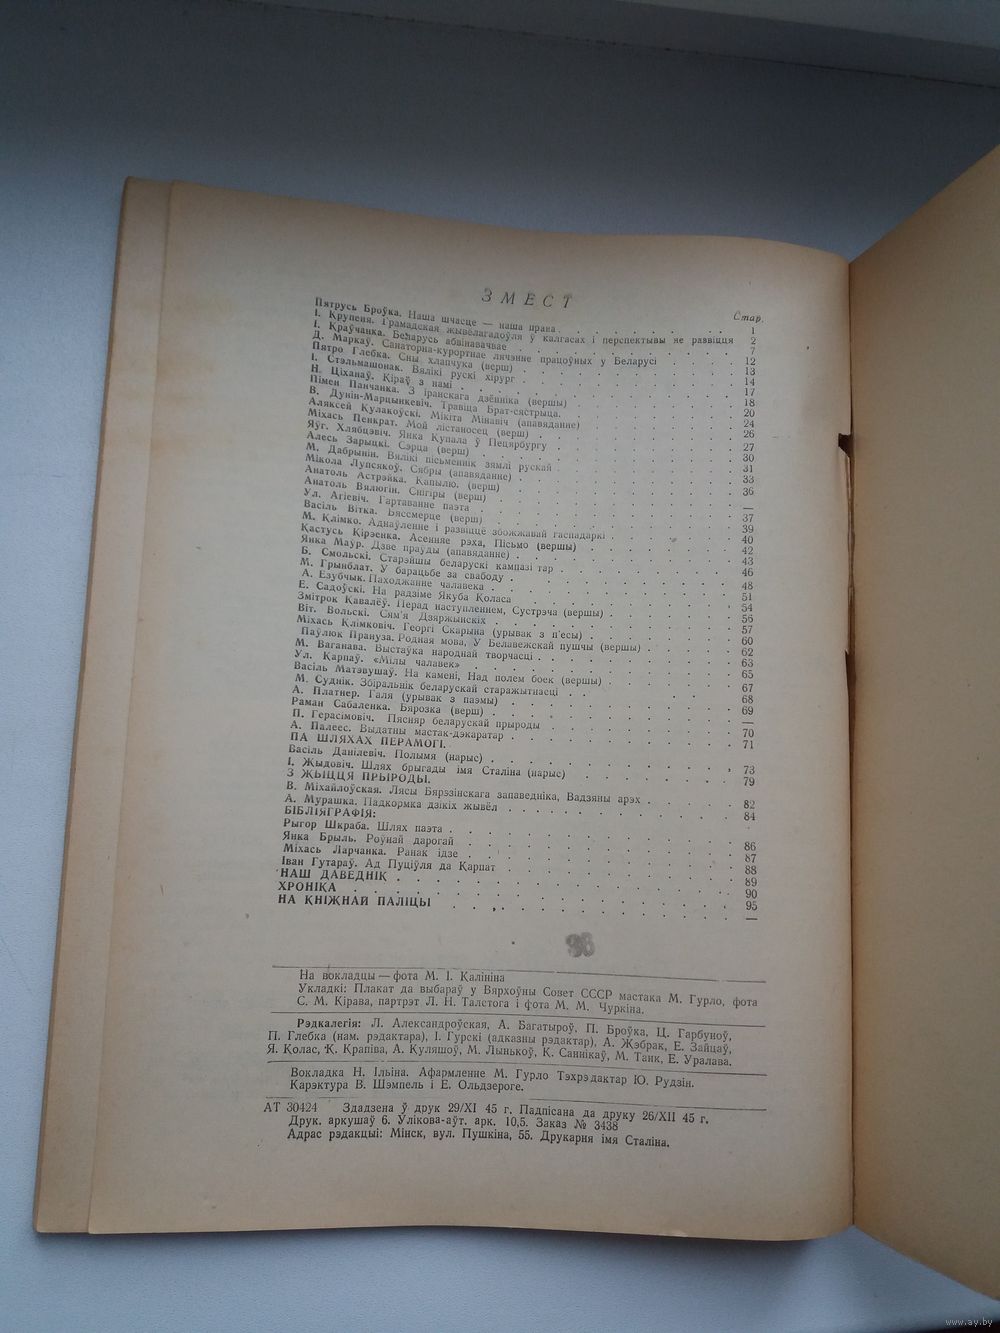 ЗМЕСТ
Стар.
Пятрусь Броўка. Наша шчасце — наша права . . . . . . . . 1
І. Крупеня. Грамадская жывёлагадоўля ў калгасах і перспектывы яе развіцця 2
І. Краўчанка. Беларусь абвінавачвае . . . . . . . . 7
Д. Маркаў. Санаторна-курортнае лячэнне працоўных у Беларусі . . . . 12
Пятро Глебка. Сны хлапчука (верш) . . . . . . . . 13
І. Стэльмашонак. Вялікі рускі хірург . . . . . . . . 14
Н. Ціханаў. Кіраў з намі . . . . . . . . 17
Пімен Панчанка. З іранскага дзённіка (вершы) . . . . . . . . 18
В. Дунін-Марцынкевіч. Травіца Брат-сястрыца. . . . . . . . 20
Аляксей Кулакоўскі. Мікіта Мінавіч (апавяданне) . . . . . . . . 24
Міхась Пенкрат. Мой лістаносец (верш) . . . . . . . . 26
Яўг. Хлябцэвіч. Янка Купала ў Пецярбургу . . . . . . . . 27
Алесь Зарыцкі. Сэрца (верш) . . . . . . . . 30
М. Дабрынін. Вялікі пісьменнік зямлі рускай . . . . . . . . 31
Мікола Лупсякоў. Сябры (апавяданне) . . . . . . . . 33
Анатоль Астрэйка. Капылю. (верш) . . . . . . . . 36
Анатоль Вялюгін. Снігіры (верш) . . . . . . . . —
Ул. Агіевіч. Гартаванне паэта . . . . . . . . 37
Васіль Вітка. Бяссмерце (верш) . . . . . . . . 39
М. Клімко. Аднаўленне і развіццё збожжавай гаспадаркі . . . . . . 40
Кастусь Кірэенка. Асенняе рэха, Пісьмо (вершы) . . . . . . . . 42
Янка Маўр. Дзве праўды (апавяданне) . . . . . . . . 43
Б. Смольскі. Старэйшы беларускі кампазі тар . . . . . . . . 46
М. Грынблат. У барацьбе за свабоду . . . . . . . . 48
А. Езубчык. Паходжанне чалавека . . . . . . . . 51
Е. Садоўскі. На радзіме Якуба Коласа . . . . . . . . 54
Змітрок Кавалёў. Перад наступленнем, Сустрэча (вершы) . . . . . . 56
Віт. Вольскі. Сям'я Дзяржынскіх . . . . . . . . 57
Міхась Клімковіч. Георгі Скарына (урывак з п'есы) . . . . . . . . 60
Паўлюк Прануза. Родная мова, У Белавежскай пушчы (вершы) . . . . 62
М. Ваганава. Выстаўка народнай творчасці . . . . . . . . 63
Ул. Карпаў. «Мілы чалавек» . . . . . . . . 65
Васіль Матэвушаў. На камені, Над полем боек (вершы) . . . . . . 67
М. Суднік. Збіральнік беларускай старажытнасці . . . . . . . . 68
А. Платнер. Галя (урывак з паэмы) . . . . . . . . 69
Раман Сабаленка. Бярозка (верш) . . . . . . . . —
П. Герасімовіч. Пясняр беларускай прыроды . . . . . . . . 70
А. Палеес. Выдатны мастак-дэкаратар . . . . . . . . 71
ПА ШЛЯХАХ ПЕРАМОГІ.
Васіль Данілевіч. Полымя (нарыс) . . . . . . . . 73
І. Жыдовіч. Шлях брыгады імя Сталіна (нарыс) . . . . . . . . 79
З ЖЫЦЦЯ ПРЫРОДЫ.
В. Міхайлоўская. Лясы Бярэзінскага запаведніка, Вадзяны арэх . . . . 82
А. Мурашка. Падкормка дзікіх жывёл . . . . . . . . 84
БІБЛІЯГРАФІЯ:
Рыгор Шкраба. Шлях паэта . . . . . . . . 86
Янка Брыль. Роўнай дарогай . . . . . . . . 87
Міхась Ларчанка. Ранак ідзе . . . . . . . . 88
Іван Гутараў. Ад Пуціўля да Карпат . . . . . . . . 89
НАШ ДАВЕДНІК . . . . . . . . 90
ХРОНІКА . . . . . . . . 95
НА КНІЖНАЙ ПАЛІЦЫ . . . . . . . . —
На вокладцы — фота М. І. Калініна
Укладкі: Плакат да выбараў у Вярхоўны Совет СССР мастака М. Гурло, фота
С. М. Кірава, партрэт Л. Н. Талстога і фота М. М. Чуркіна.
Рэдкалегія: Л. Александроўская, А. Багатыроў, П. Броўка, Ц. Гарбуноў,
П. Глебка (нам. рэдактара), І. Гурскі (адказны рэдактар), А. Жэбрак, Е. Зайцаў,
Я. Колас, К. Крапіва, А. Куляшоў, М. Лынькоў, К. Саннікаў, М. Танк, Е. Уралава.
Вокладка Н. Ільіна. Афармленне М. Гурло Тэхрэдактар Ю. Рудзін.
Карэктура В. Шэмпель і Е. Ользероге.
АТ 30424 Здадзена ў друк 29/XI 45 г. Падпісана да друку 26/XII 45 г.
Друк. аркушаў 6. Улікова-аўт. арк. 10,5. Заказ № 3438
Адрас рэдакцыі: Мінск, вул. Пушкіна, 55. Друкарня імя Сталіна.
www.ay.by